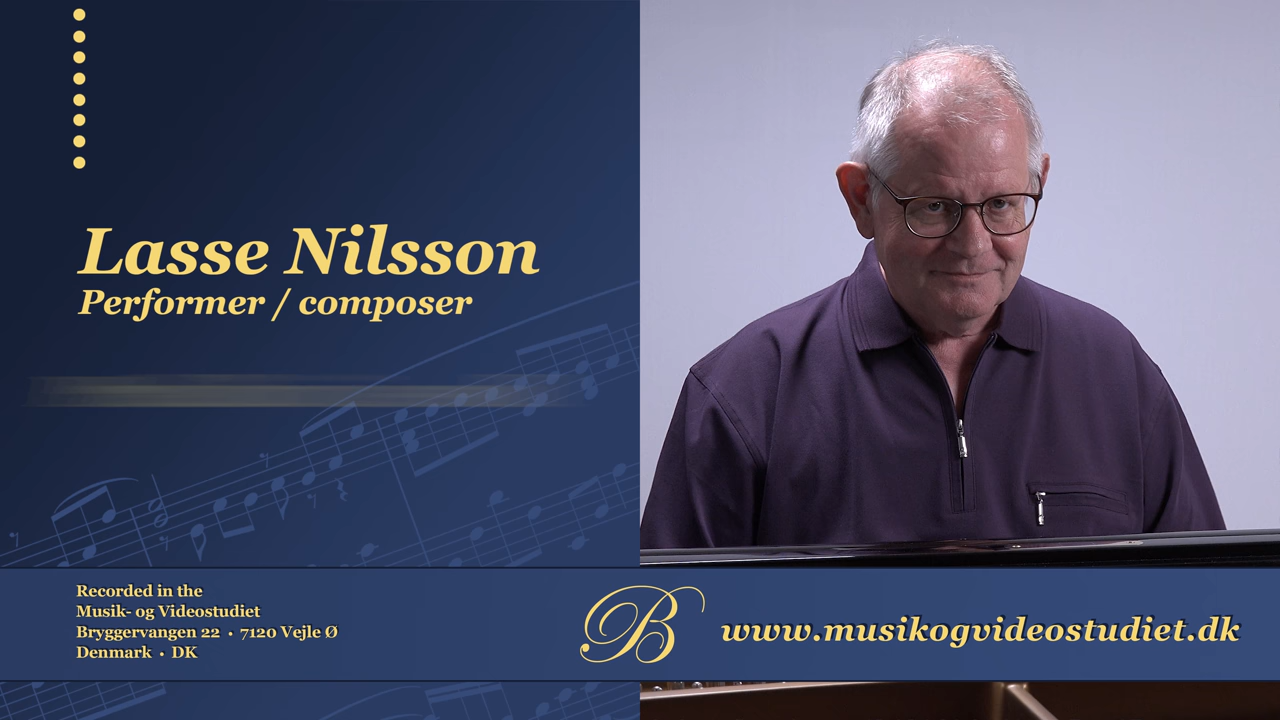 Lasse Nilsson
Performer / composer
Recorded in the
Musik- og Videostudiet
Bryggervangen 22 • 7120 Vejle Ø
Denmark • DK
B
www.musikogvideostudiet.dk